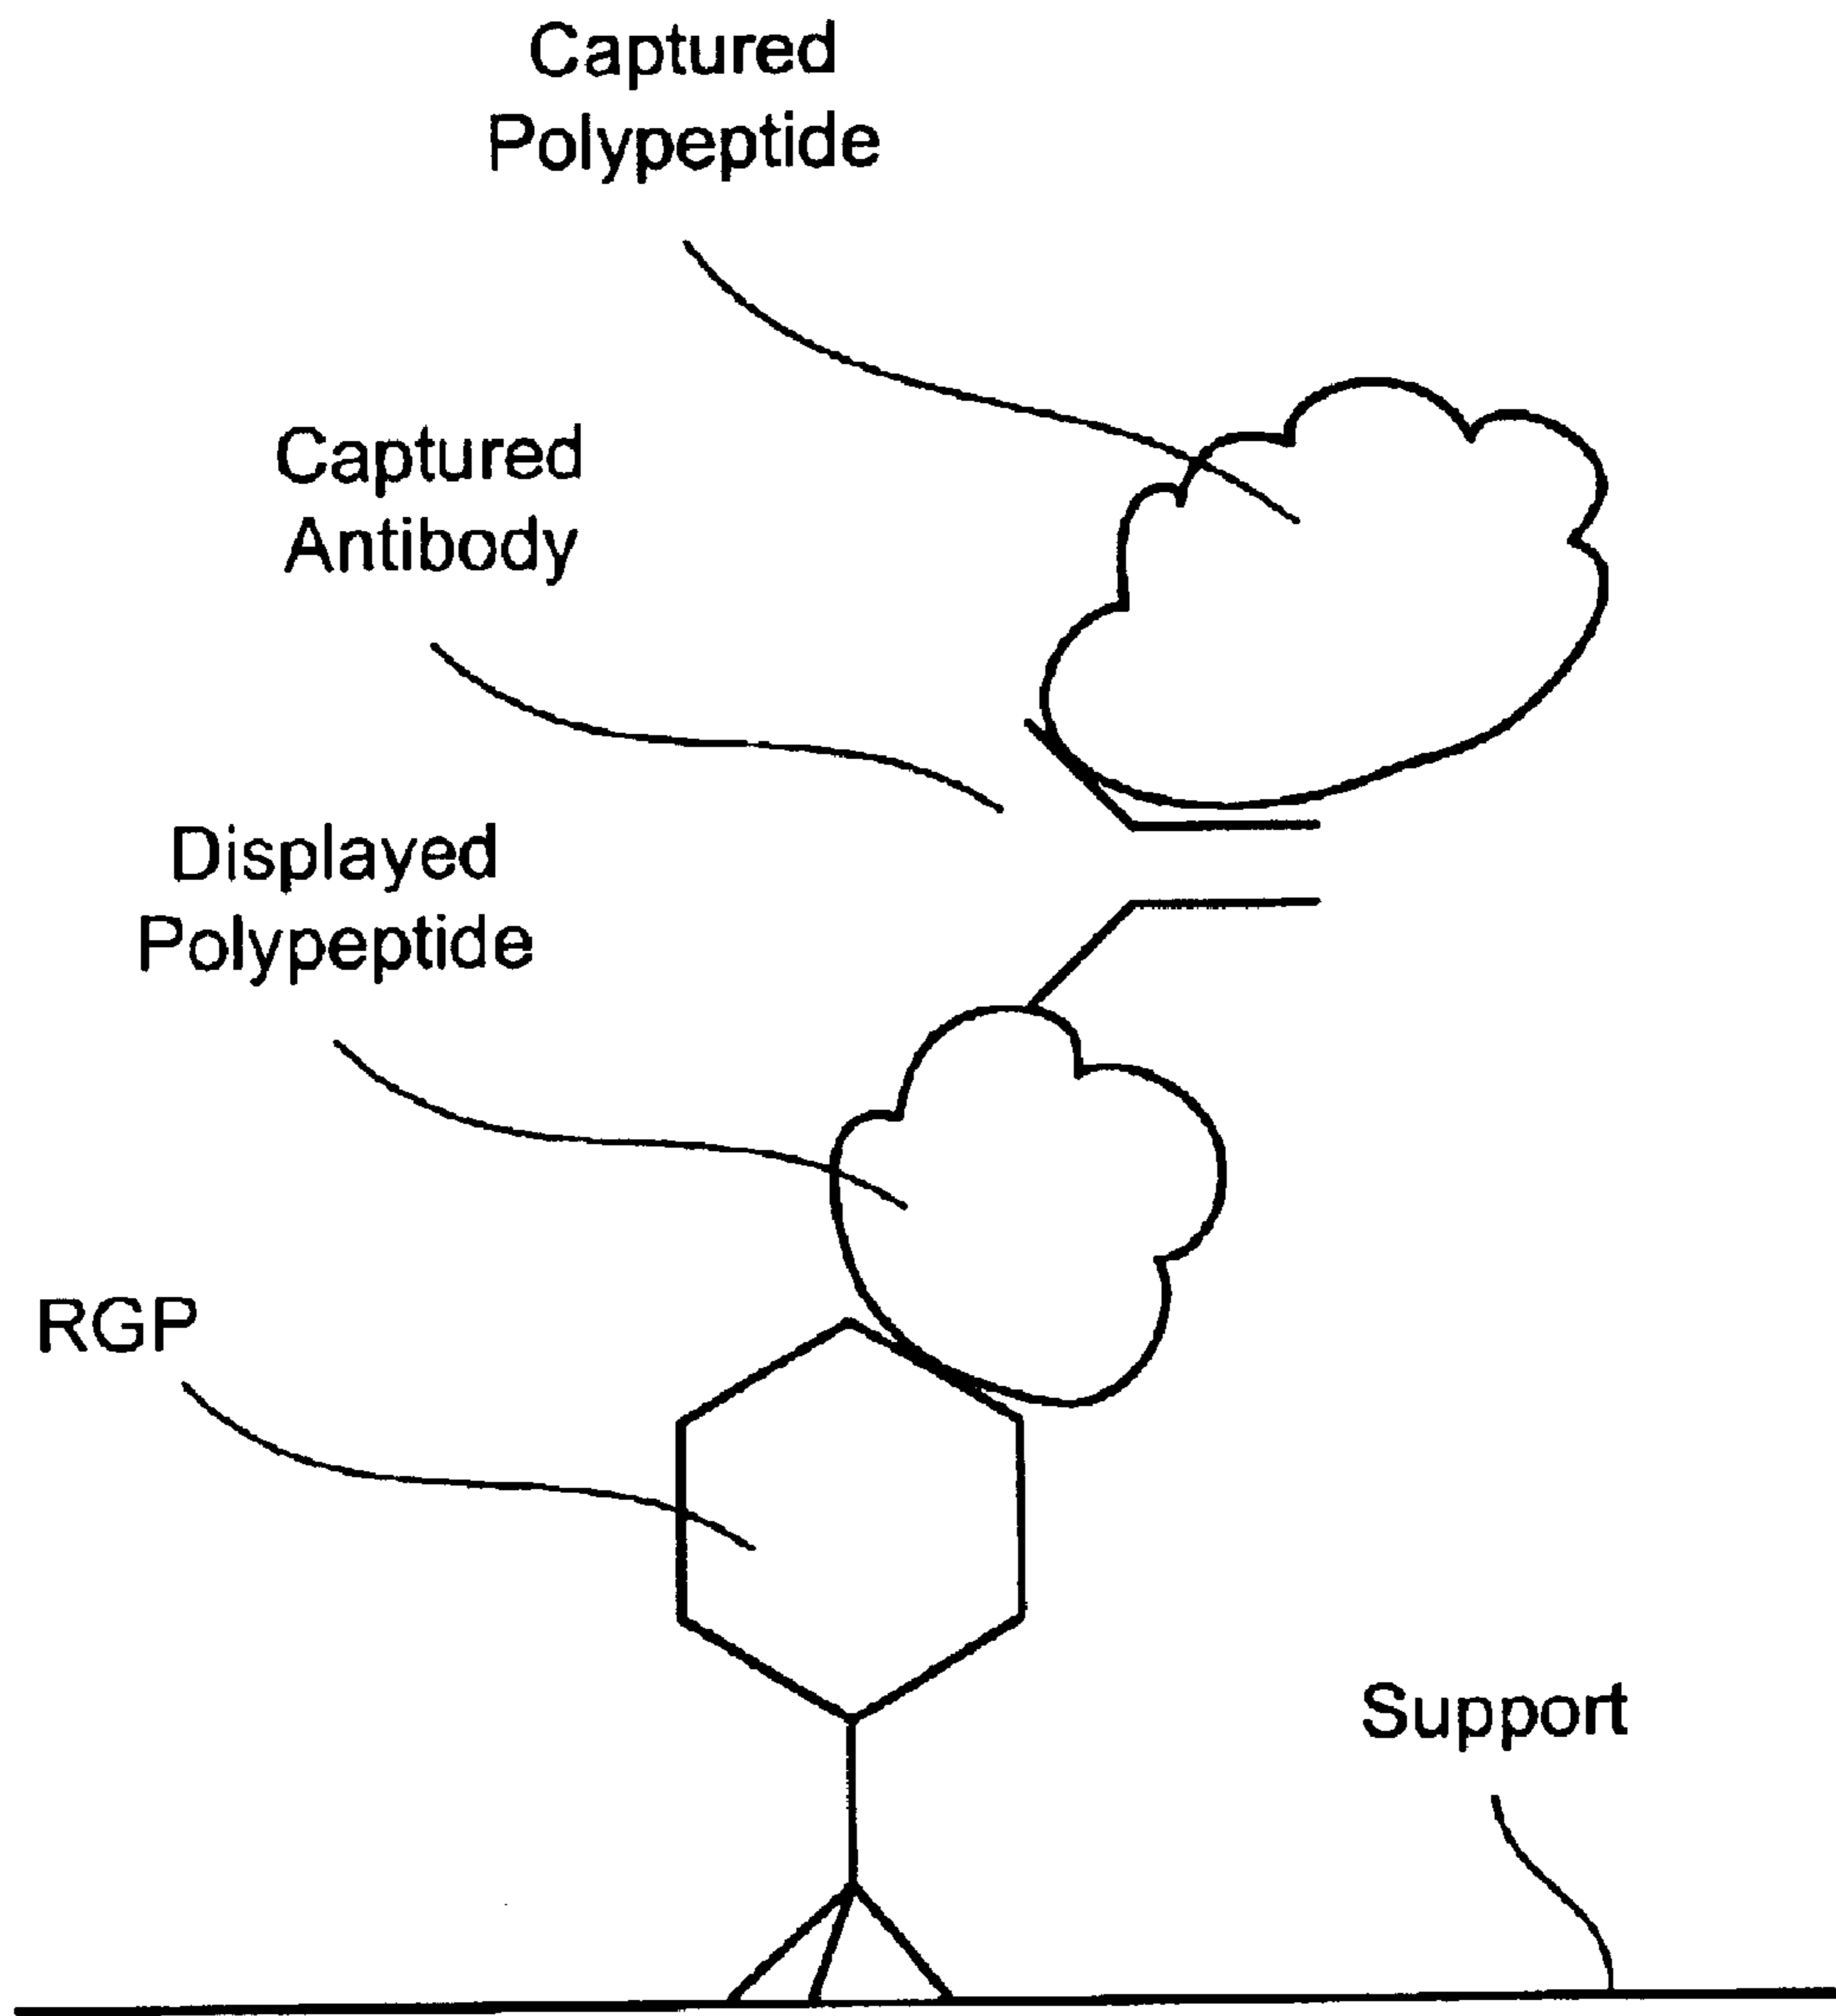 Captured
Polypeptide
Captured
Antibody
Displayed
Polypeptide
RGP
Support